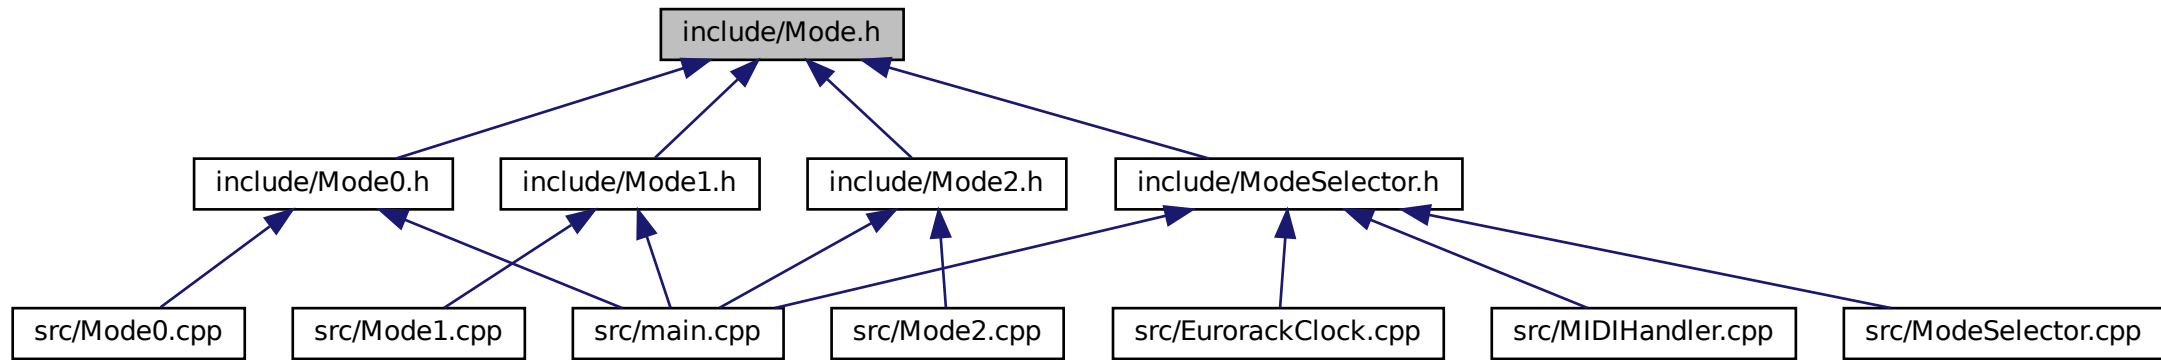 include/Mode.h
include/Mode0.h
include/Mode1.h
include/Mode2.h
include/ModeSelector.h
src/Mode0.cpp
src/Mode1.cpp
src/main.cpp
src/Mode2.cpp
src/EurorackClock.cpp
src/MIDIHandler.cpp
src/ModeSelector.cpp